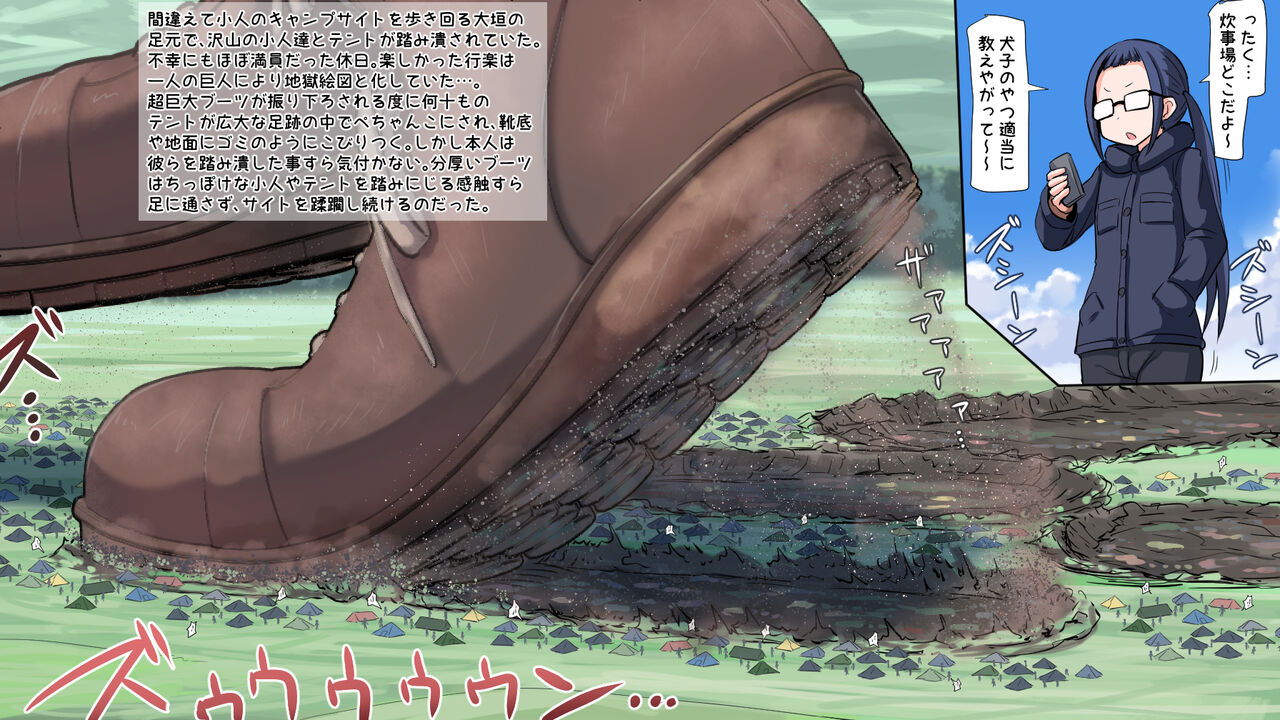 間違えて小人のキャンプサイトを歩き回る大垣の
足元で、沢山の小人達とテントが踏み潰されていた。
不幸にもほぼ満員だった休日。楽しかった行楽は
一人の巨人により地獄絵図と化していた…。
超巨大ブーツが振り下ろされる度に何十もの
テントが広大な足跡の中でぺちゃんこにされ、靴底
や地面にゴミのようにこびりつく。しかし本人は
彼らを踏み潰した事すら気付かない。分厚いブーツ
はちっぽけな小人やテントを踏みにじる感触すら
足に通さず、サイトを蹂躙し続けるのだった。
ったく…
炊事場どこだよ～
犬子のやつ適当に
教えやがって～～
ズシーン
ズシーン
ザァァァァァ…
ズ…
ズゥウウゥゥウン…